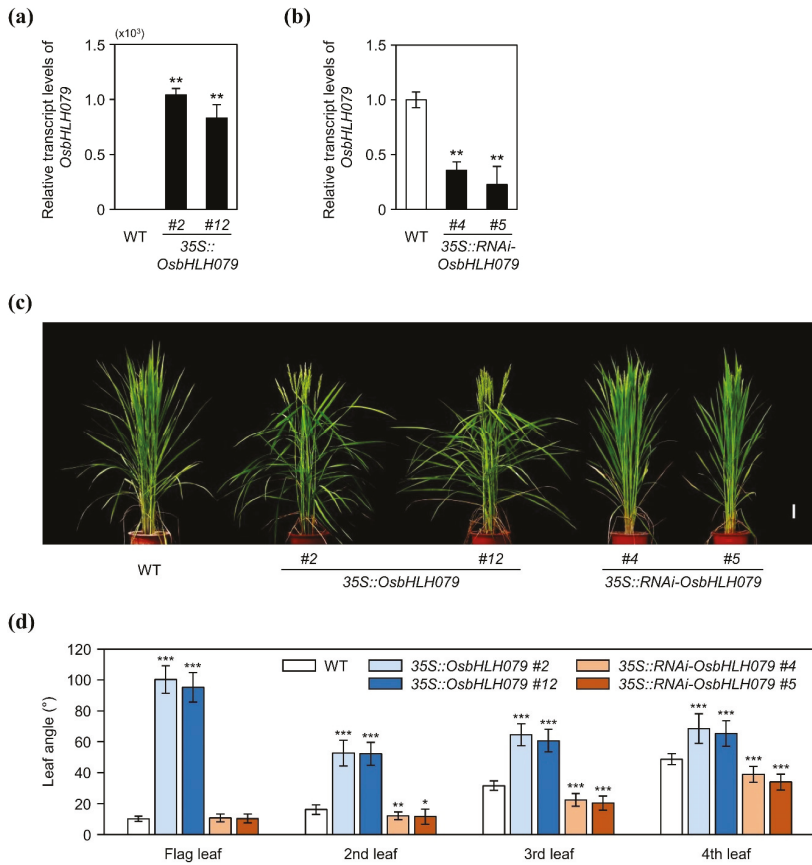 (a)
(x10³)
Relative transcript levels of
OsbHLH079
1.5
1.0
0.5
0
**
**
WT
#2 #12
35S::
OsbHLH079
(b)
Relative transcript levels of
OsbHLH079
1.5
1.0
0.5
0
**
**
WT
#4 #5
35S::RNAi-
OsbHLH079
(c)
WT
#2 #12
35S::OsbHLH079
#4 #5
35S::RNAi-OsbHLH079
(d)
Leaf angle (°)
120
100
80
60
40
20
0
WT
35S::OsbHLH079 #2
35S::OsbHLH079 #12
35S::RNAi-OsbHLH079 #4
35S::RNAi-OsbHLH079 #5
*** ***
*** *** ** *
*** *** *** ***
*** *** *** ***
Flag leaf 2nd leaf 3rd leaf 4th leaf